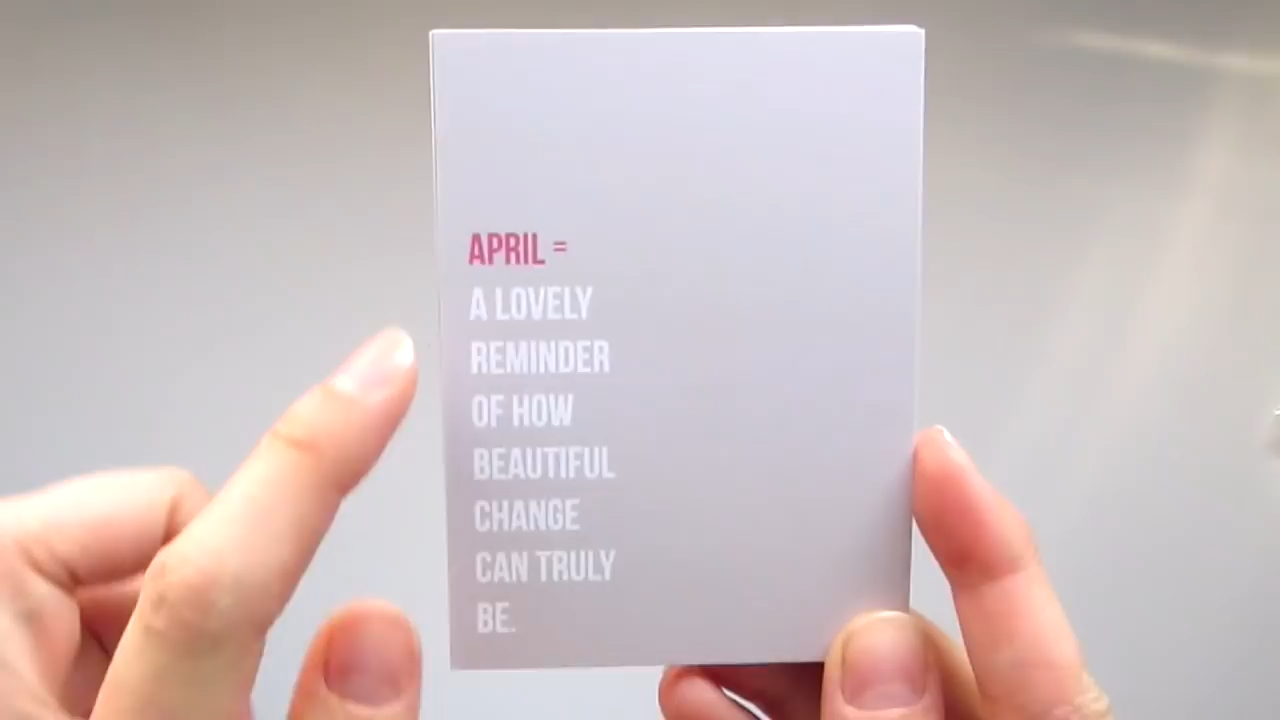 APRIL =
A LOVELY
REMINDER
OF HOW
BEAUTIFUL
CHANGE
CAN TRULY
BE.